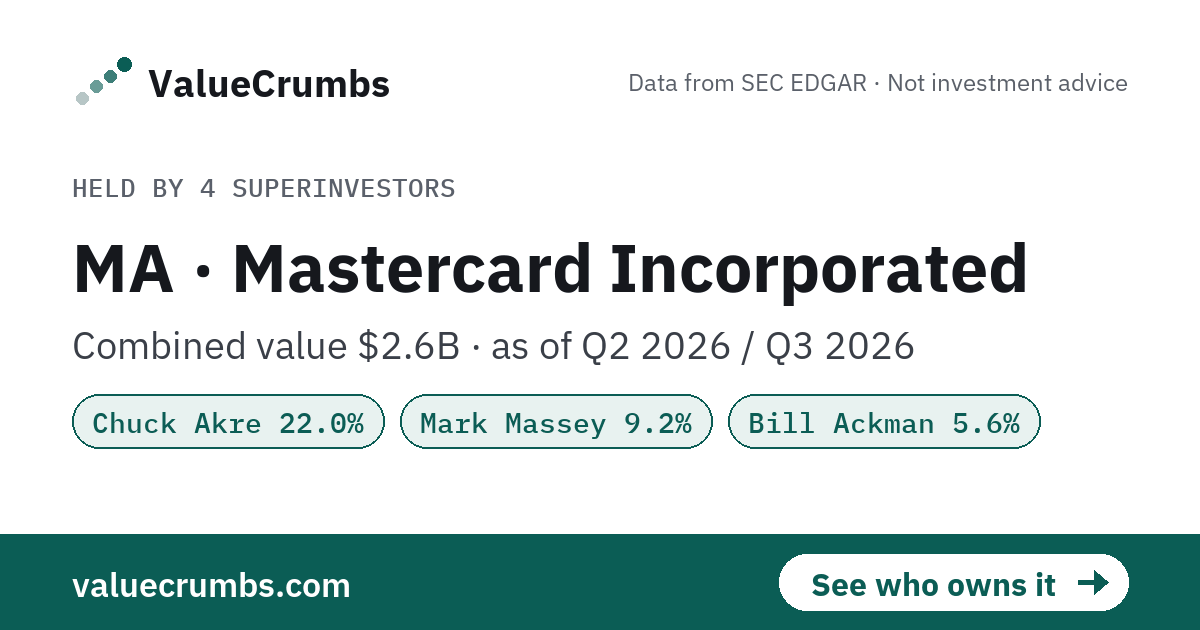 ValueCrumbs
Data from SEC EDGAR · Not investment advice
HELD BY 4 SUPERINVESTORS
MA · Mastercard Incorporated
Combined value $2.6B · as of Q2 2026 / Q3 2026
Chuck Akre 22.0% Mark Massey 9.2% Bill Ackman 5.6%
valuecrumbs.com
See who owns it →